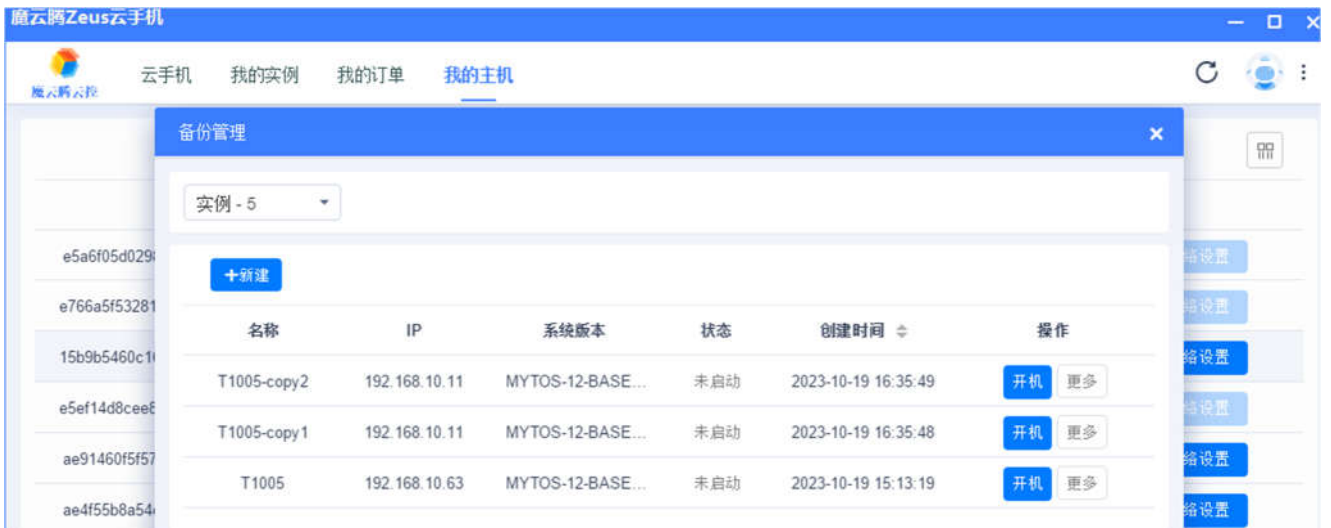 魔云腾Zeus云手机
魔云腾云控
云手机 我的实例 我的订单 我的主机
备份管理
实例 - 5
e5a6f05d029 络设置
+新建
e766a5f53281 络设置
名称 IP 系统版本 状态 创建时间 操作
15b9b5460c1 络设置
T1005-copy2 192.168.10.11 MYTOS-12-BASE... 未启动 2023-10-19 16:35:49 开机 更多
e5ef14d8cee 络设置
T1005-copy1 192.168.10.11 MYTOS-12-BASE... 未启动 2023-10-19 16:35:48 开机 更多
ae91460f5f57 络设置
T1005 192.168.10.63 MYTOS-12-BASE... 未启动 2023-10-19 15:13:19 开机 更多
ae4f55b8a54 络设置